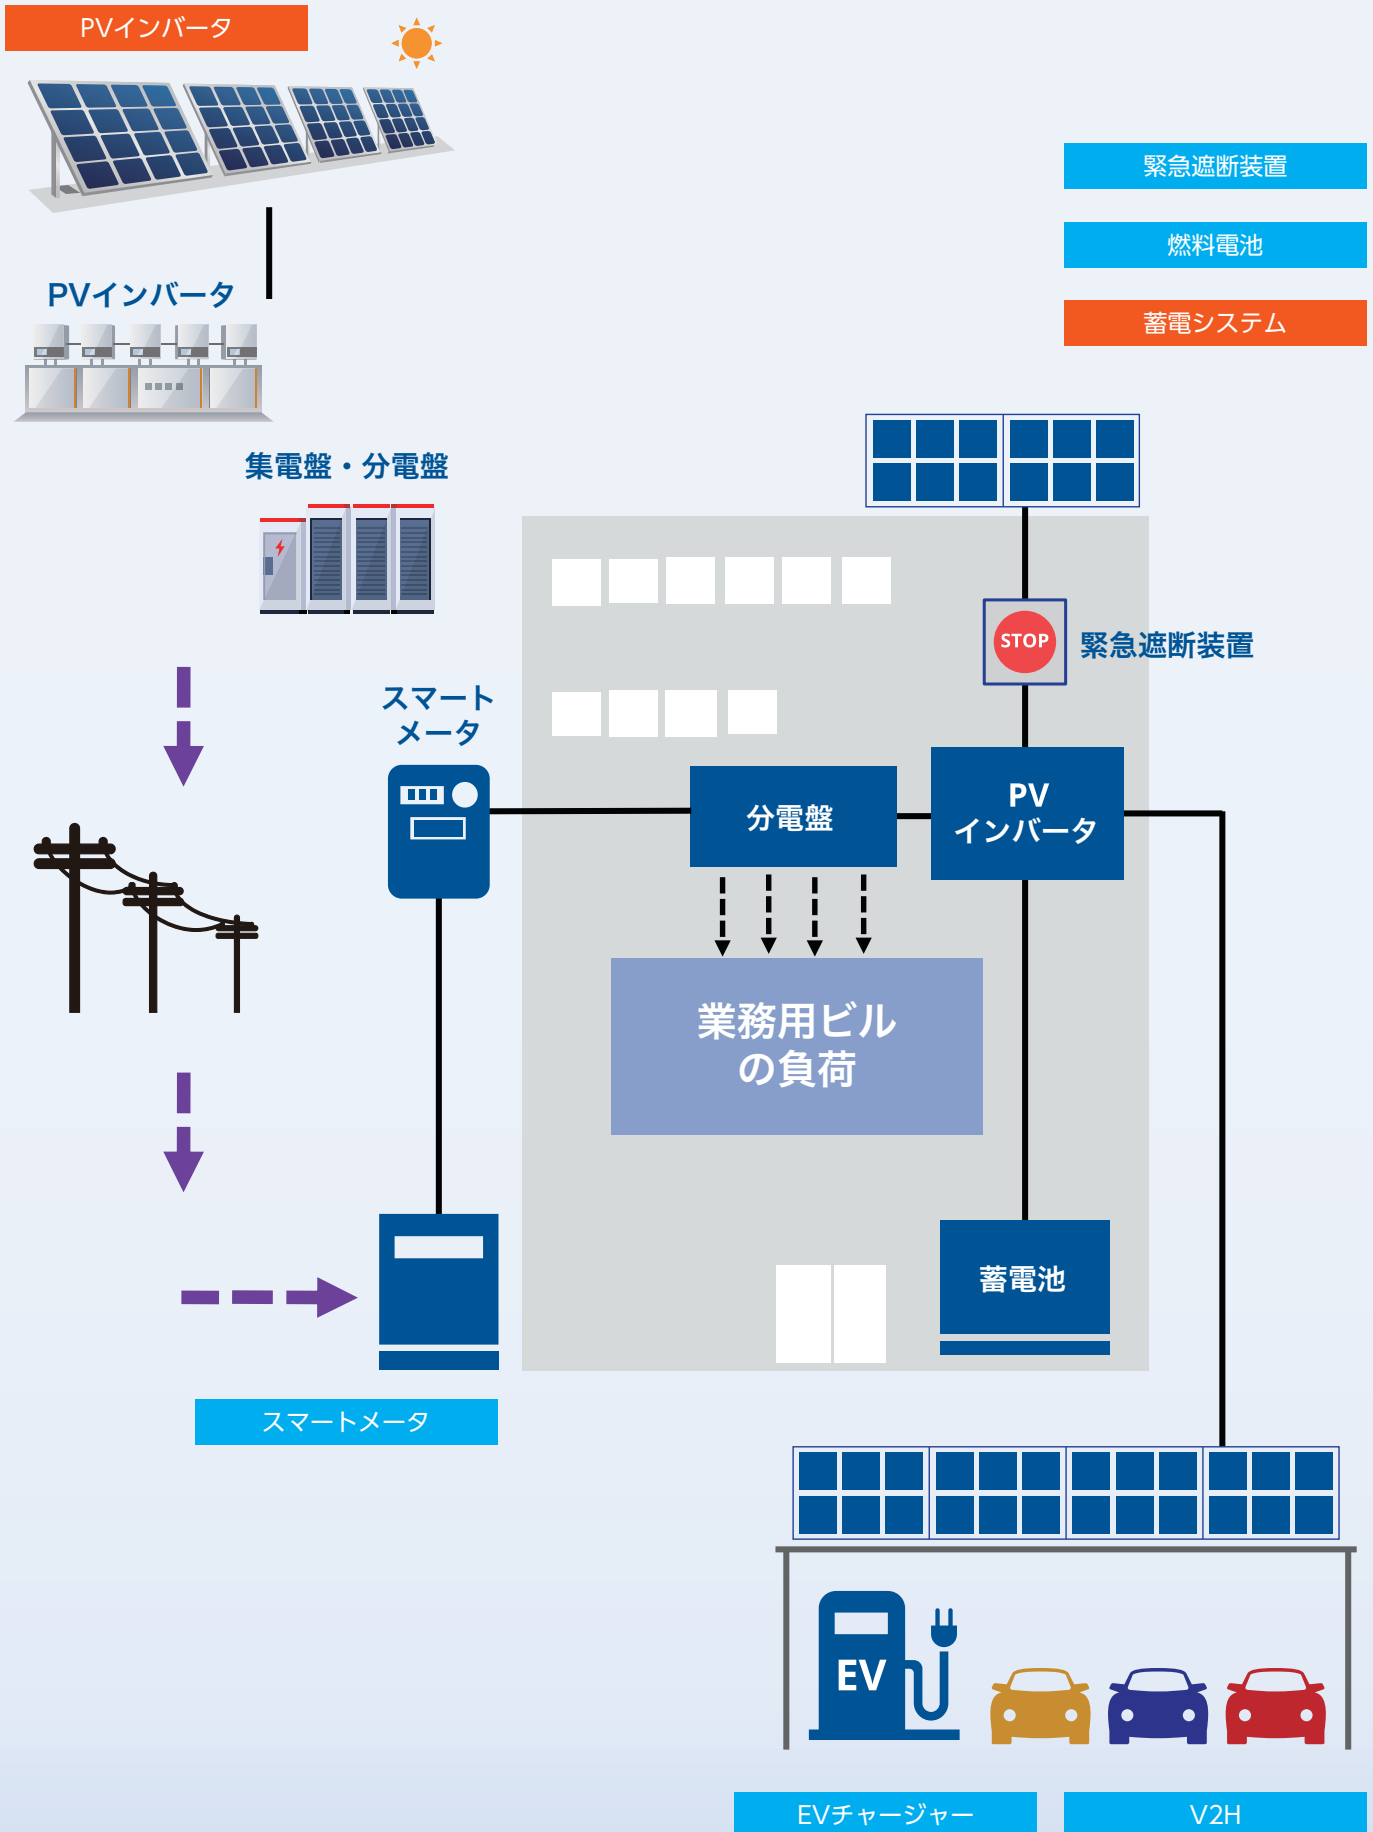 PVインバータ
緊急遮断装置
燃料電池
蓄電システム
PVインバータ
集電盤・分電盤
STOP
緊急遮断装置
スマート
メータ
分電盤
PV
インバータ
業務用ビル
の負荷
蓄電池
スマートメータ
EV
EVチャージャー
V2H